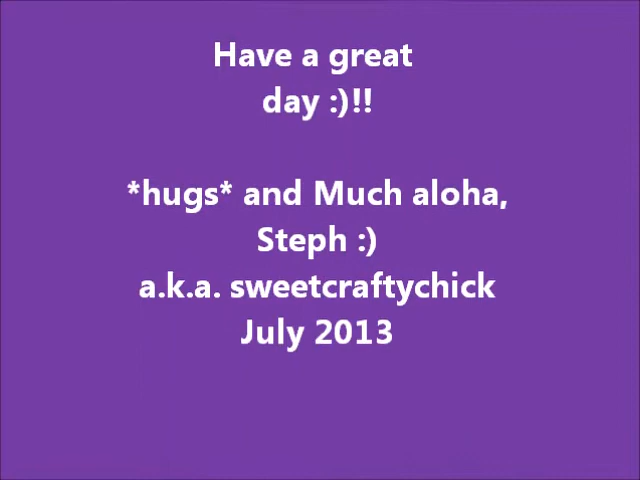 Have a great
day :)!!
*hugs* and Much aloha,
Steph :)
a.k.a. sweetcraftychick
July 2013